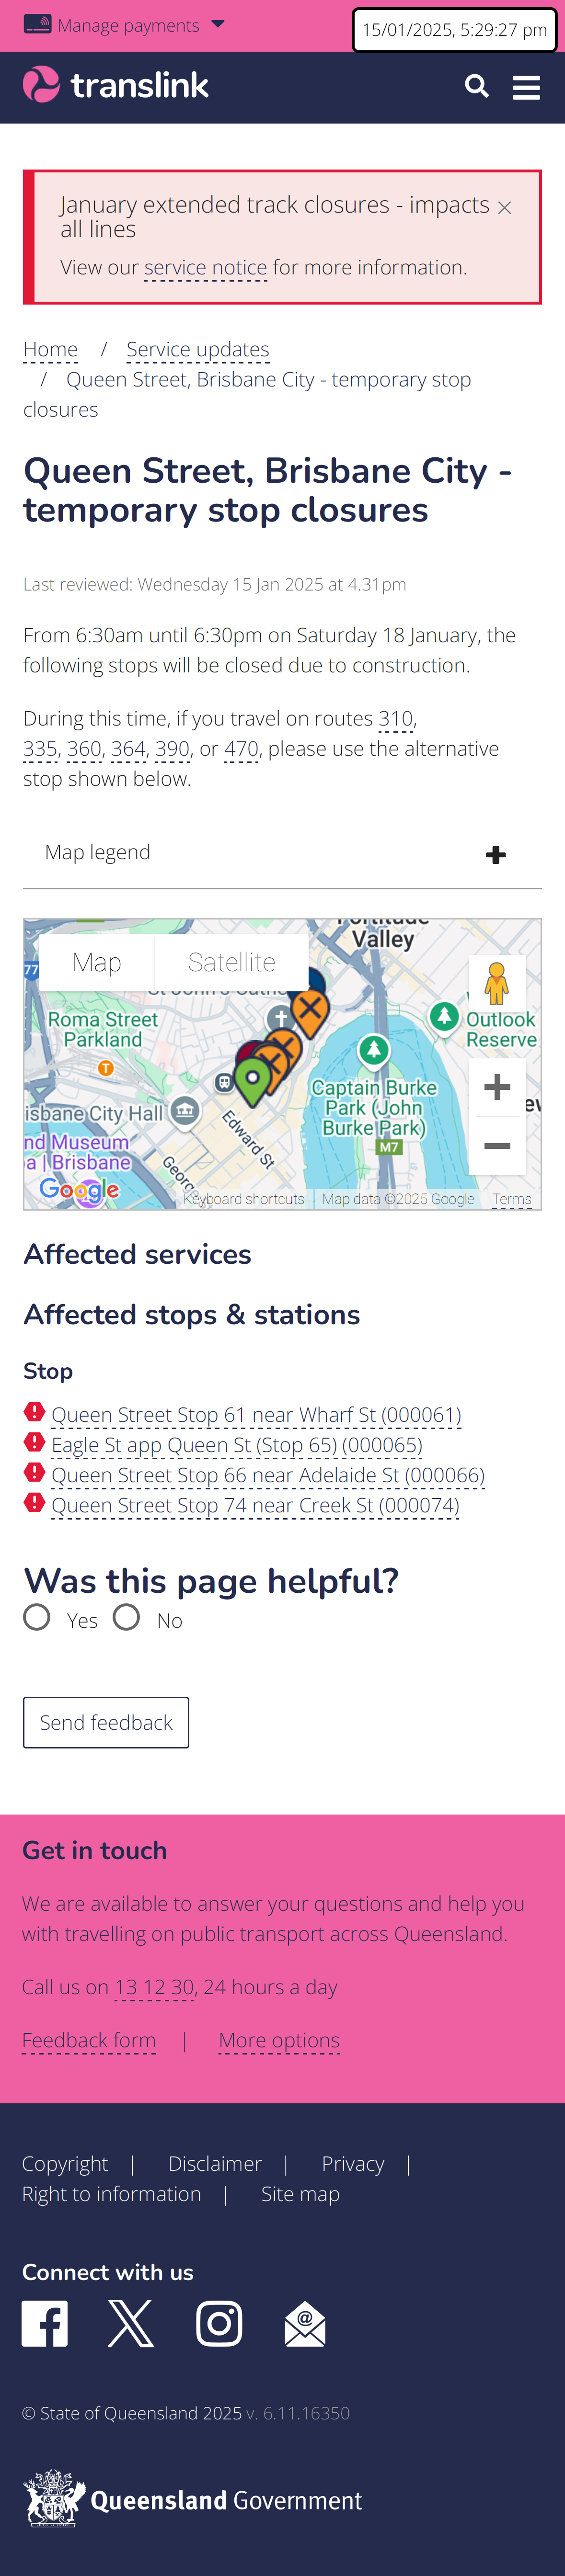 Manage payments
15/01/2025, 5:29:27 pm
translink
January extended track closures - impacts
all lines
View our service notice for more information.
Home / Service updates
/ Queen Street, Brisbane City - temporary stop
closures
Queen Street, Brisbane City -
temporary stop closures
Last reviewed: Wednesday 15 Jan 2025 at 4.31pm
From 6:30am until 6:30pm on Saturday 18 January, the
following stops will be closed due to construction.
During this time, if you travel on routes 310,
335, 360, 364, 390, or 470, please use the alternative
stop shown below.
Map legend
Fortitude
Valley
Map
Satellite
77
St John's
Roma Street
Parkland
Outlook
Reserve
T
Captain Burke
Park (John
Burke Park)
isbane City Hall
Edward St
M7
nd Museum
a | Brisbane
Georg
Google
Keyboard shortcuts
Map data ©2025 Google
Terms
Affected services
Affected stops & stations
Stop
Queen Street Stop 61 near Wharf St (000061)
Eagle St app Queen St (Stop 65) (000065)
Queen Street Stop 66 near Adelaide St (000066)
Queen Street Stop 74 near Creek St (000074)
Was this page helpful?
Yes No
Send feedback
Get in touch
We are available to answer your questions and help you
with travelling on public transport across Queensland.
Call us on 13 12 30, 24 hours a day
Feedback form | More options
Copyright | Disclaimer | Privacy |
Right to information | Site map
Connect with us
© State of Queensland 2025 v. 6.11.16350
Queensland Government